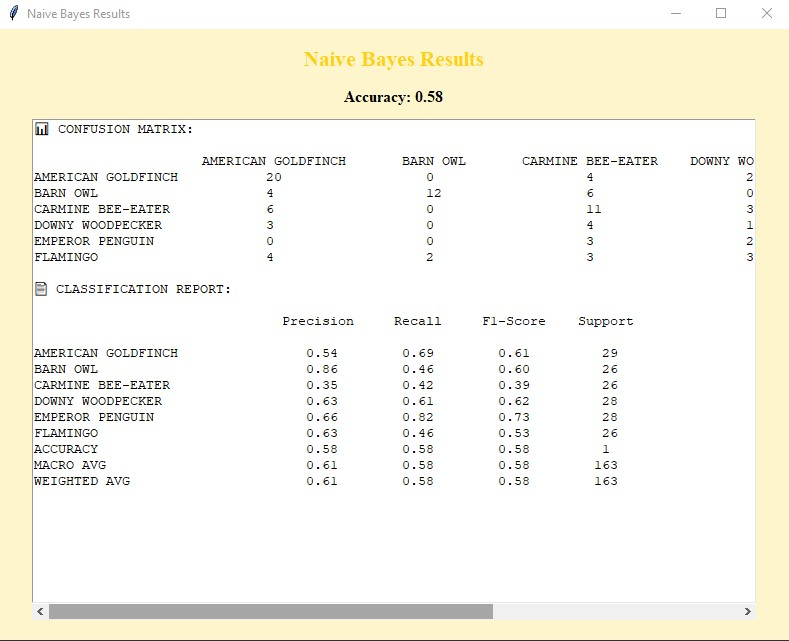 Naive Bayes Results
Naive Bayes Results
Accuracy: 0.58
CONFUSION MATRIX:
AMERICAN GOLDFINCH BARN OWL CARMINE BEE-EATER DOWNY WO
AMERICAN GOLDFINCH 20 0 4 2
BARN OWL 4 12 6 0
CARMINE BEE-EATER 6 0 11 3
DOWNY WOODPECKER 3 0 4 1
EMPEROR PENGUIN 0 0 3 2
FLAMINGO 4 2 3 3
CLASSIFICATION REPORT:
Precision Recall F1-Score Support
AMERICAN GOLDFINCH 0.54 0.69 0.61 29
BARN OWL 0.86 0.46 0.60 26
CARMINE BEE-EATER 0.35 0.42 0.39 26
DOWNY WOODPECKER 0.63 0.61 0.62 28
EMPEROR PENGUIN 0.66 0.82 0.73 28
FLAMINGO 0.63 0.46 0.53 26
ACCURACY 0.58 0.58 0.58 1
MACRO AVG 0.61 0.58 0.58 163
WEIGHTED AVG 0.61 0.58 0.58 163